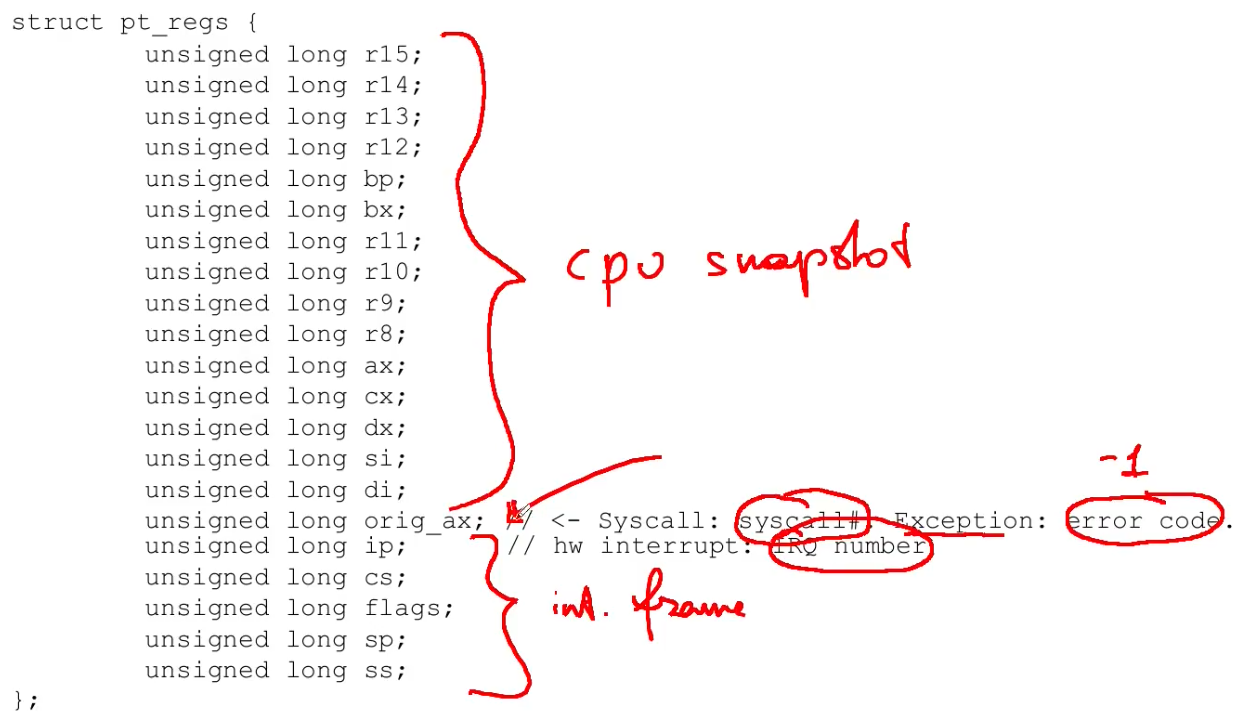 struct pt_regs {
unsigned long r15;
unsigned long r14;
unsigned long r13;
unsigned long r12;
unsigned long bp;
unsigned long bx;
unsigned long r11;
unsigned long r10;
cpu snapshot
unsigned long r9;
unsigned long r8;
unsigned long ax;
unsigned long cx;
unsigned long dx;
unsigned long si;
-1
unsigned long di;
unsigned long orig_ax; // <- Syscall: syscall#. Exception: error code.
unsigned long ip; // hw interrupt: IRQ number
unsigned long cs;
unsigned long flags; int. frame
unsigned long sp;
unsigned long ss;
};